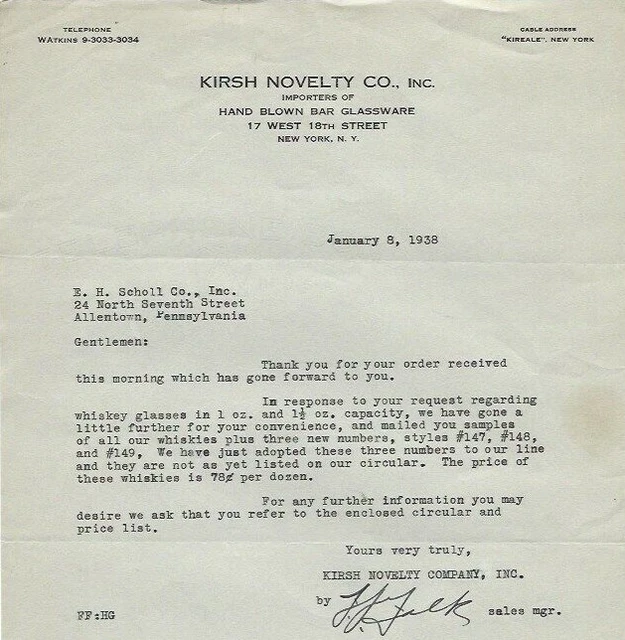 TELEPHONE
WATKINS 9-3033-3034
CABLE ADDRESS
"KIREALE", NEW YORK
KIRSH NOVELTY CO., INC.
IMPORTERS OF
HAND BLOWN BAR GLASSWARE
17 WEST 18TH STREET
NEW YORK, N. Y.
January 8, 1938
E. H. Scholl Co., Inc.
24 North Seventh Street
Allentown, Pennsylvania
Gentlemen:
Thank you for your order received
this morning which has gone forward to you.
In response to your request regarding
whiskey glasses in 1 oz. and 1½ oz. capacity, we have gone a
little further for your convenience, and mailed you samples
of all our whiskies plus three new numbers, styles #147, #148,
and #149, We have just adopted these three numbers to our line
and they are not as yet listed on our circular. The price of
these whiskies is 78¢ per dozen.
For any further information you may
desire we ask that you refer to the enclosed circular and
price list.
Yours very truly,
KIRSH NOVELTY COMPANY, INC.
by Falk sales mgr.
FF:HG